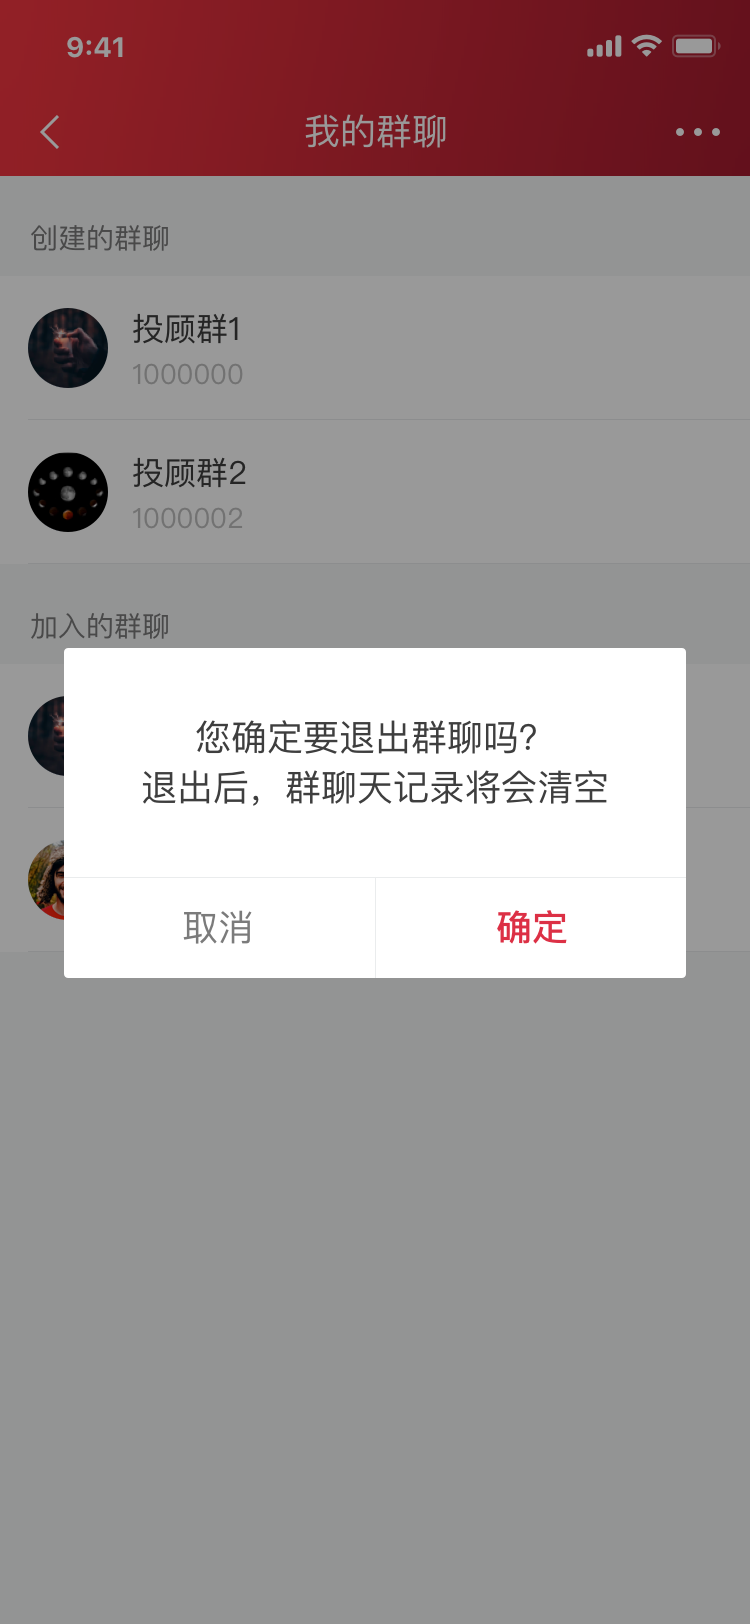 9:41
我的群聊
创建的群聊
投顾群1
1000000
投顾群2
1000002
加入的群聊
您确定要退出群聊吗?
退出后，群聊天记录将会清空
取消
确定